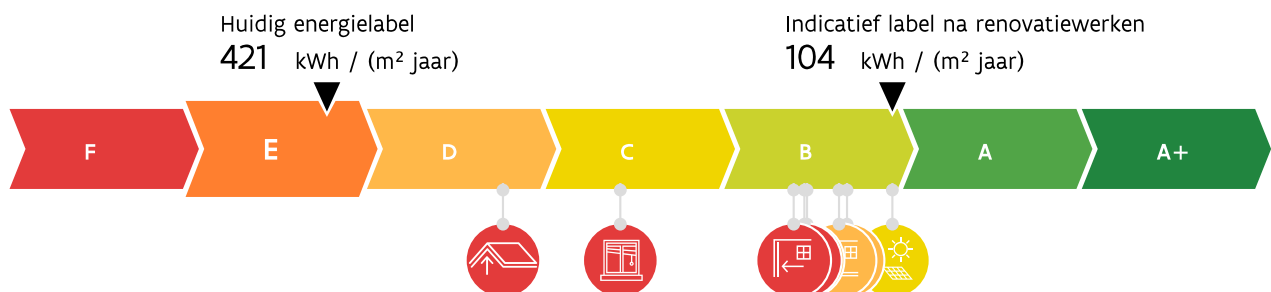 Huidig energielabel
421 kWh / (m² jaar)
Indicatief label na renovatiewerken
104 kWh / (m² jaar)
F E D C B A A+